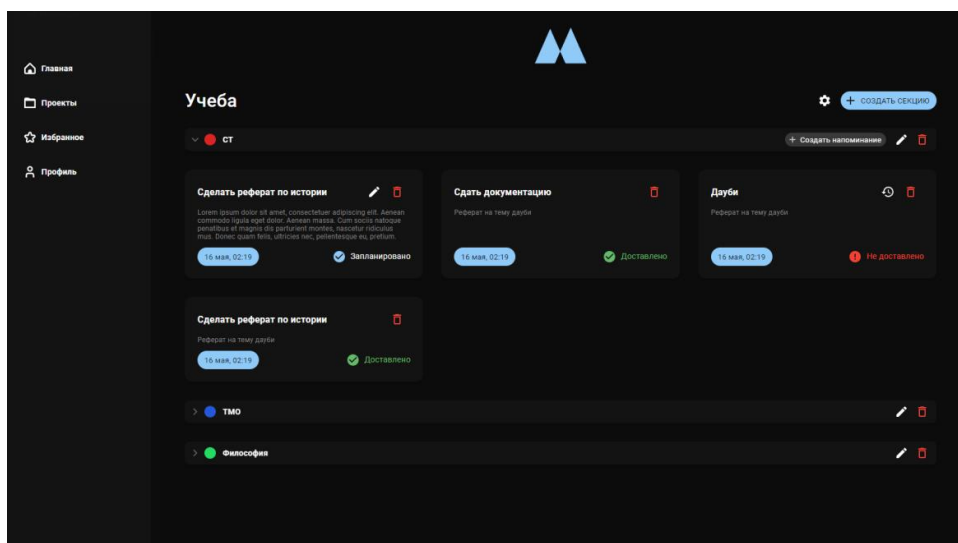 Главная
Проекты
Избранное
Профиль
Учеба
+ СОЗДАТЬ СЕКЦИЮ
СТ
+ Создать напоминание
Сделать реферат по истории
Lorem ipsum dolor sit amet, consectetuer adipiscing elit. Aenean
commodo ligula eget dolor. Aenean massa. Cum sociis natoque
penatibus et magnis dis parturient montes, nascetur ridiculus
mus. Donec quam felis, ultricies nec, pellentesque eu, pretium.
16 мая, 02:19
Запланировано
Сдать документацию
Реферат на тему дауби
16 мая, 02:19
Доставлено
Дауби
Реферат на тему дауби
16 мая, 02:19
Не доставлено
Сделать реферат по истории
Реферат на тему дауби
16 мая, 02:19
Доставлено
ТМО
Философия